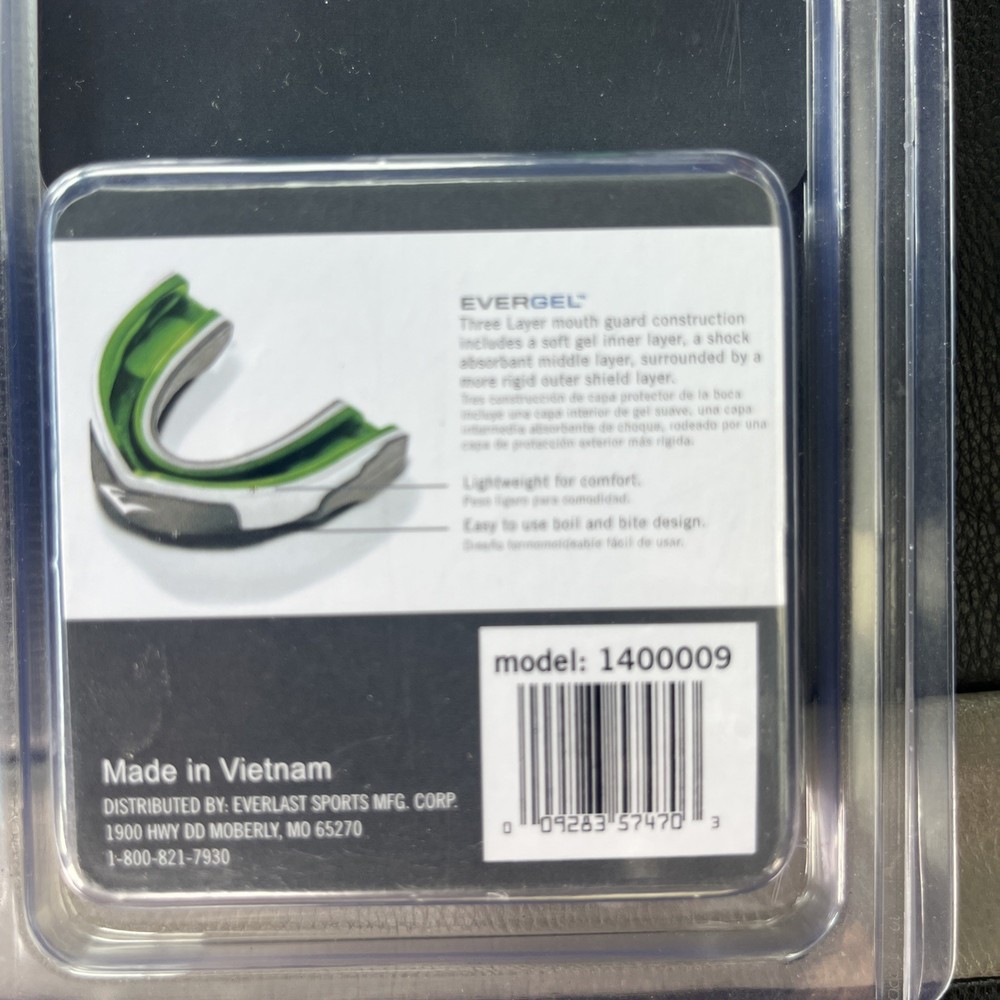 EVERGEL™
Three Layer mouth guard construction
includes a soft gel inner layer, a shock
absorbant middle layer, surrounded by a
more rigid outer shield layer.
Tres construcción de capa protector de la boca
incluye una capa interior de gel suave, una capa
intermedia absorbente de choque, rodeado por una
capa de protección exterior más rígida.
Lightweight for comfort.
Peso ligero para comodidad.
Easy to use boil and bite design.
Diseño termomoldeable fácil de usar.
model: 1400009
0 09283 57470 3
Made in Vietnam
DISTRIBUTED BY: EVERLAST SPORTS MFG. CORP.
1900 HWY DD MOBERLY, MO 65270
1-800-821-7930